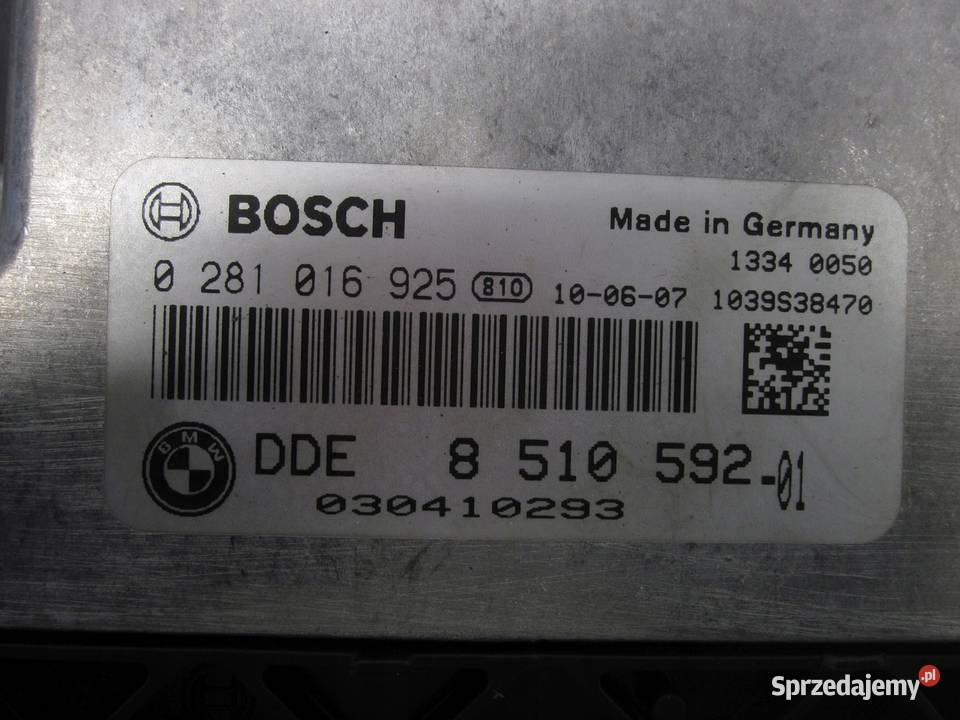 BOSCH Made in Germany
1334 0050
0 281 016 925 810 10-06-07 1039S38470
BMW DDE 8 510 592-01
030410293
Sprzedajemy.pl